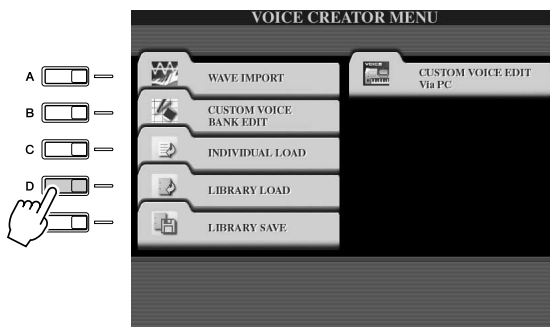 VOICE CREATOR MENU
A
WAVE IMPORT
B
CUSTOM VOICE
BANK EDIT
C
INDIVIDUAL LOAD
D
LIBRARY LOAD
LIBRARY SAVE
VOICE
CUSTOM VOICE EDIT
Via PC